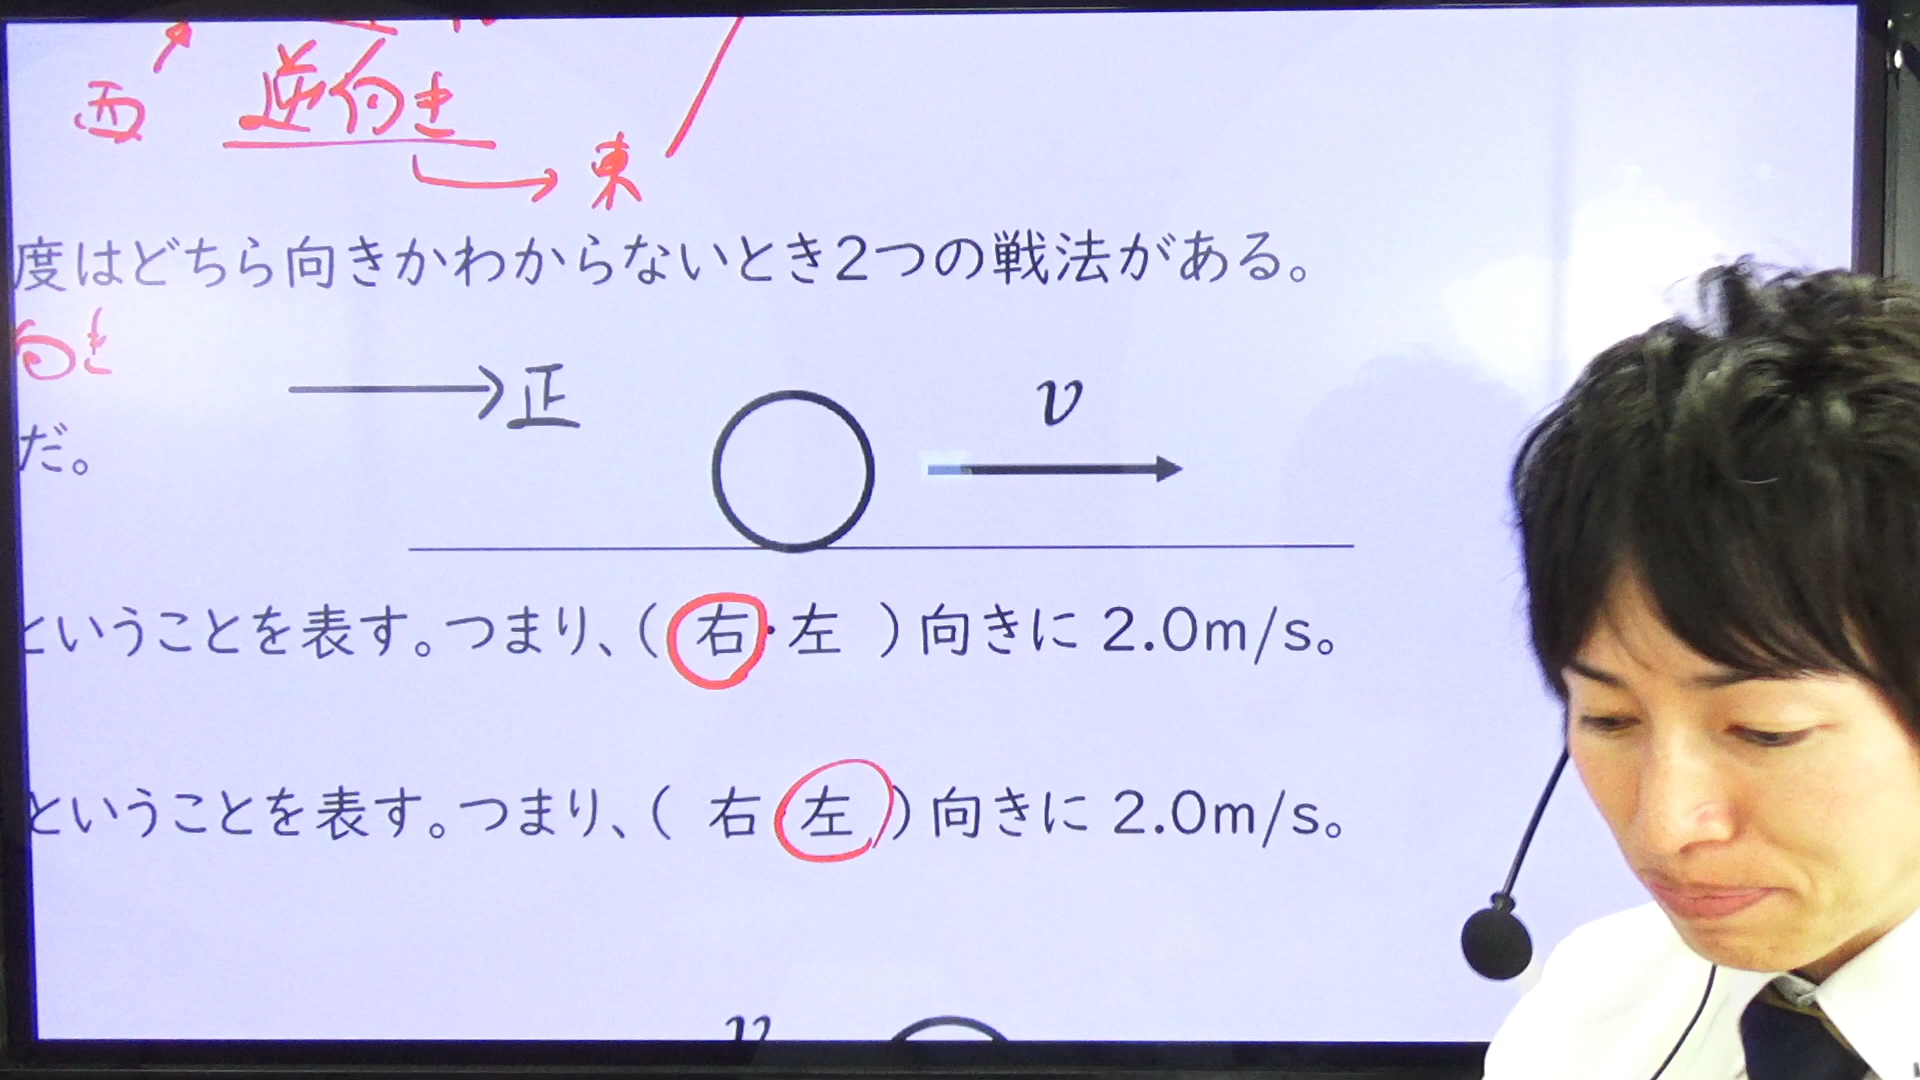 西 逆向き
東
度はどちら向きかわからないとき2つの戦法がある。
向き
正
v
だ。
ということを表す。つまり、( 右・左 )向きに 2.0m/s。
ということを表す。つまり、( 右 左 )向きに 2.0m/s。
v